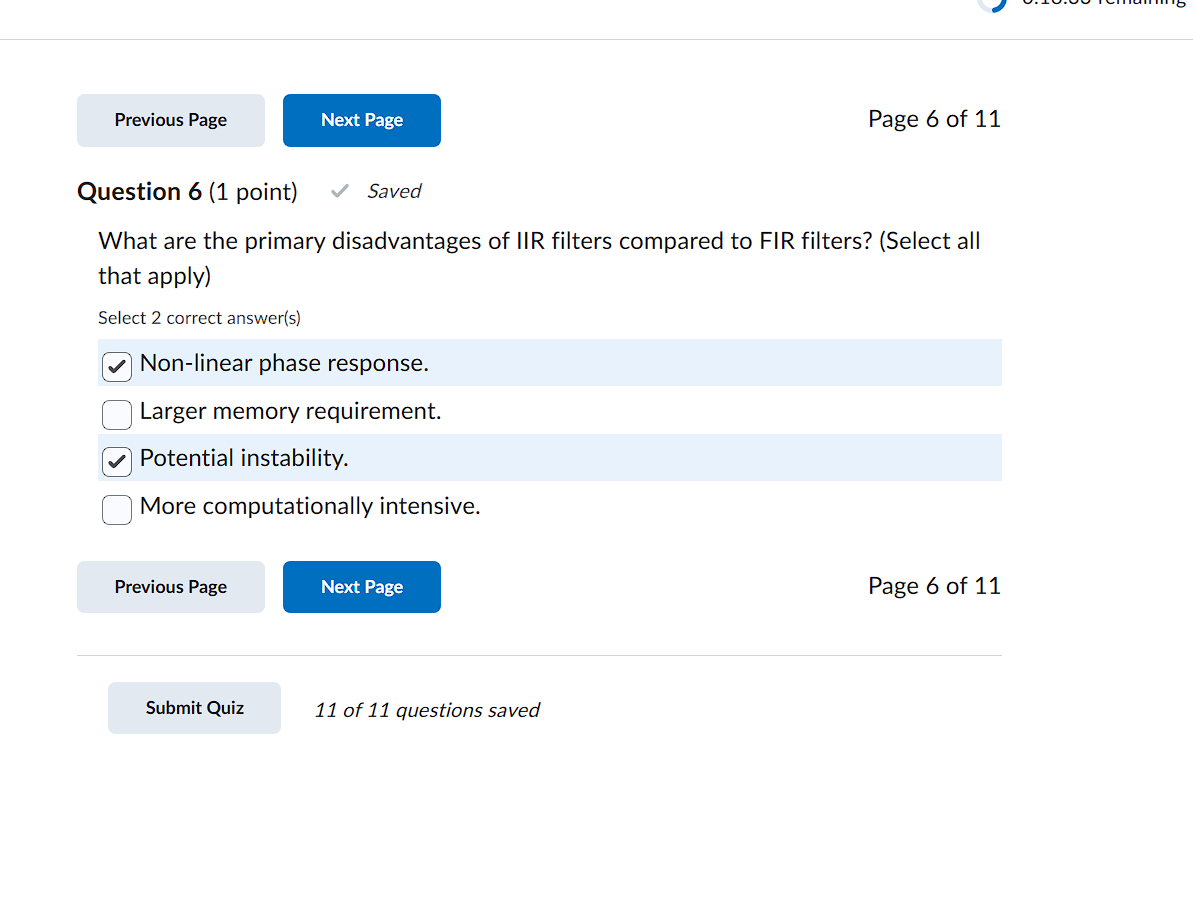 remaining
Previous Page
Next Page
Page 6 of 11
Question 6 (1 point)
Saved
What are the primary disadvantages of IIR filters compared to FIR filters? (Select all
that apply)
Select 2 correct answer(s)
Non-linear phase response.
Larger memory requirement.
Potential instability.
More computationally intensive.
Previous Page
Next Page
Page 6 of 11
Submit Quiz
11 of 11 questions saved